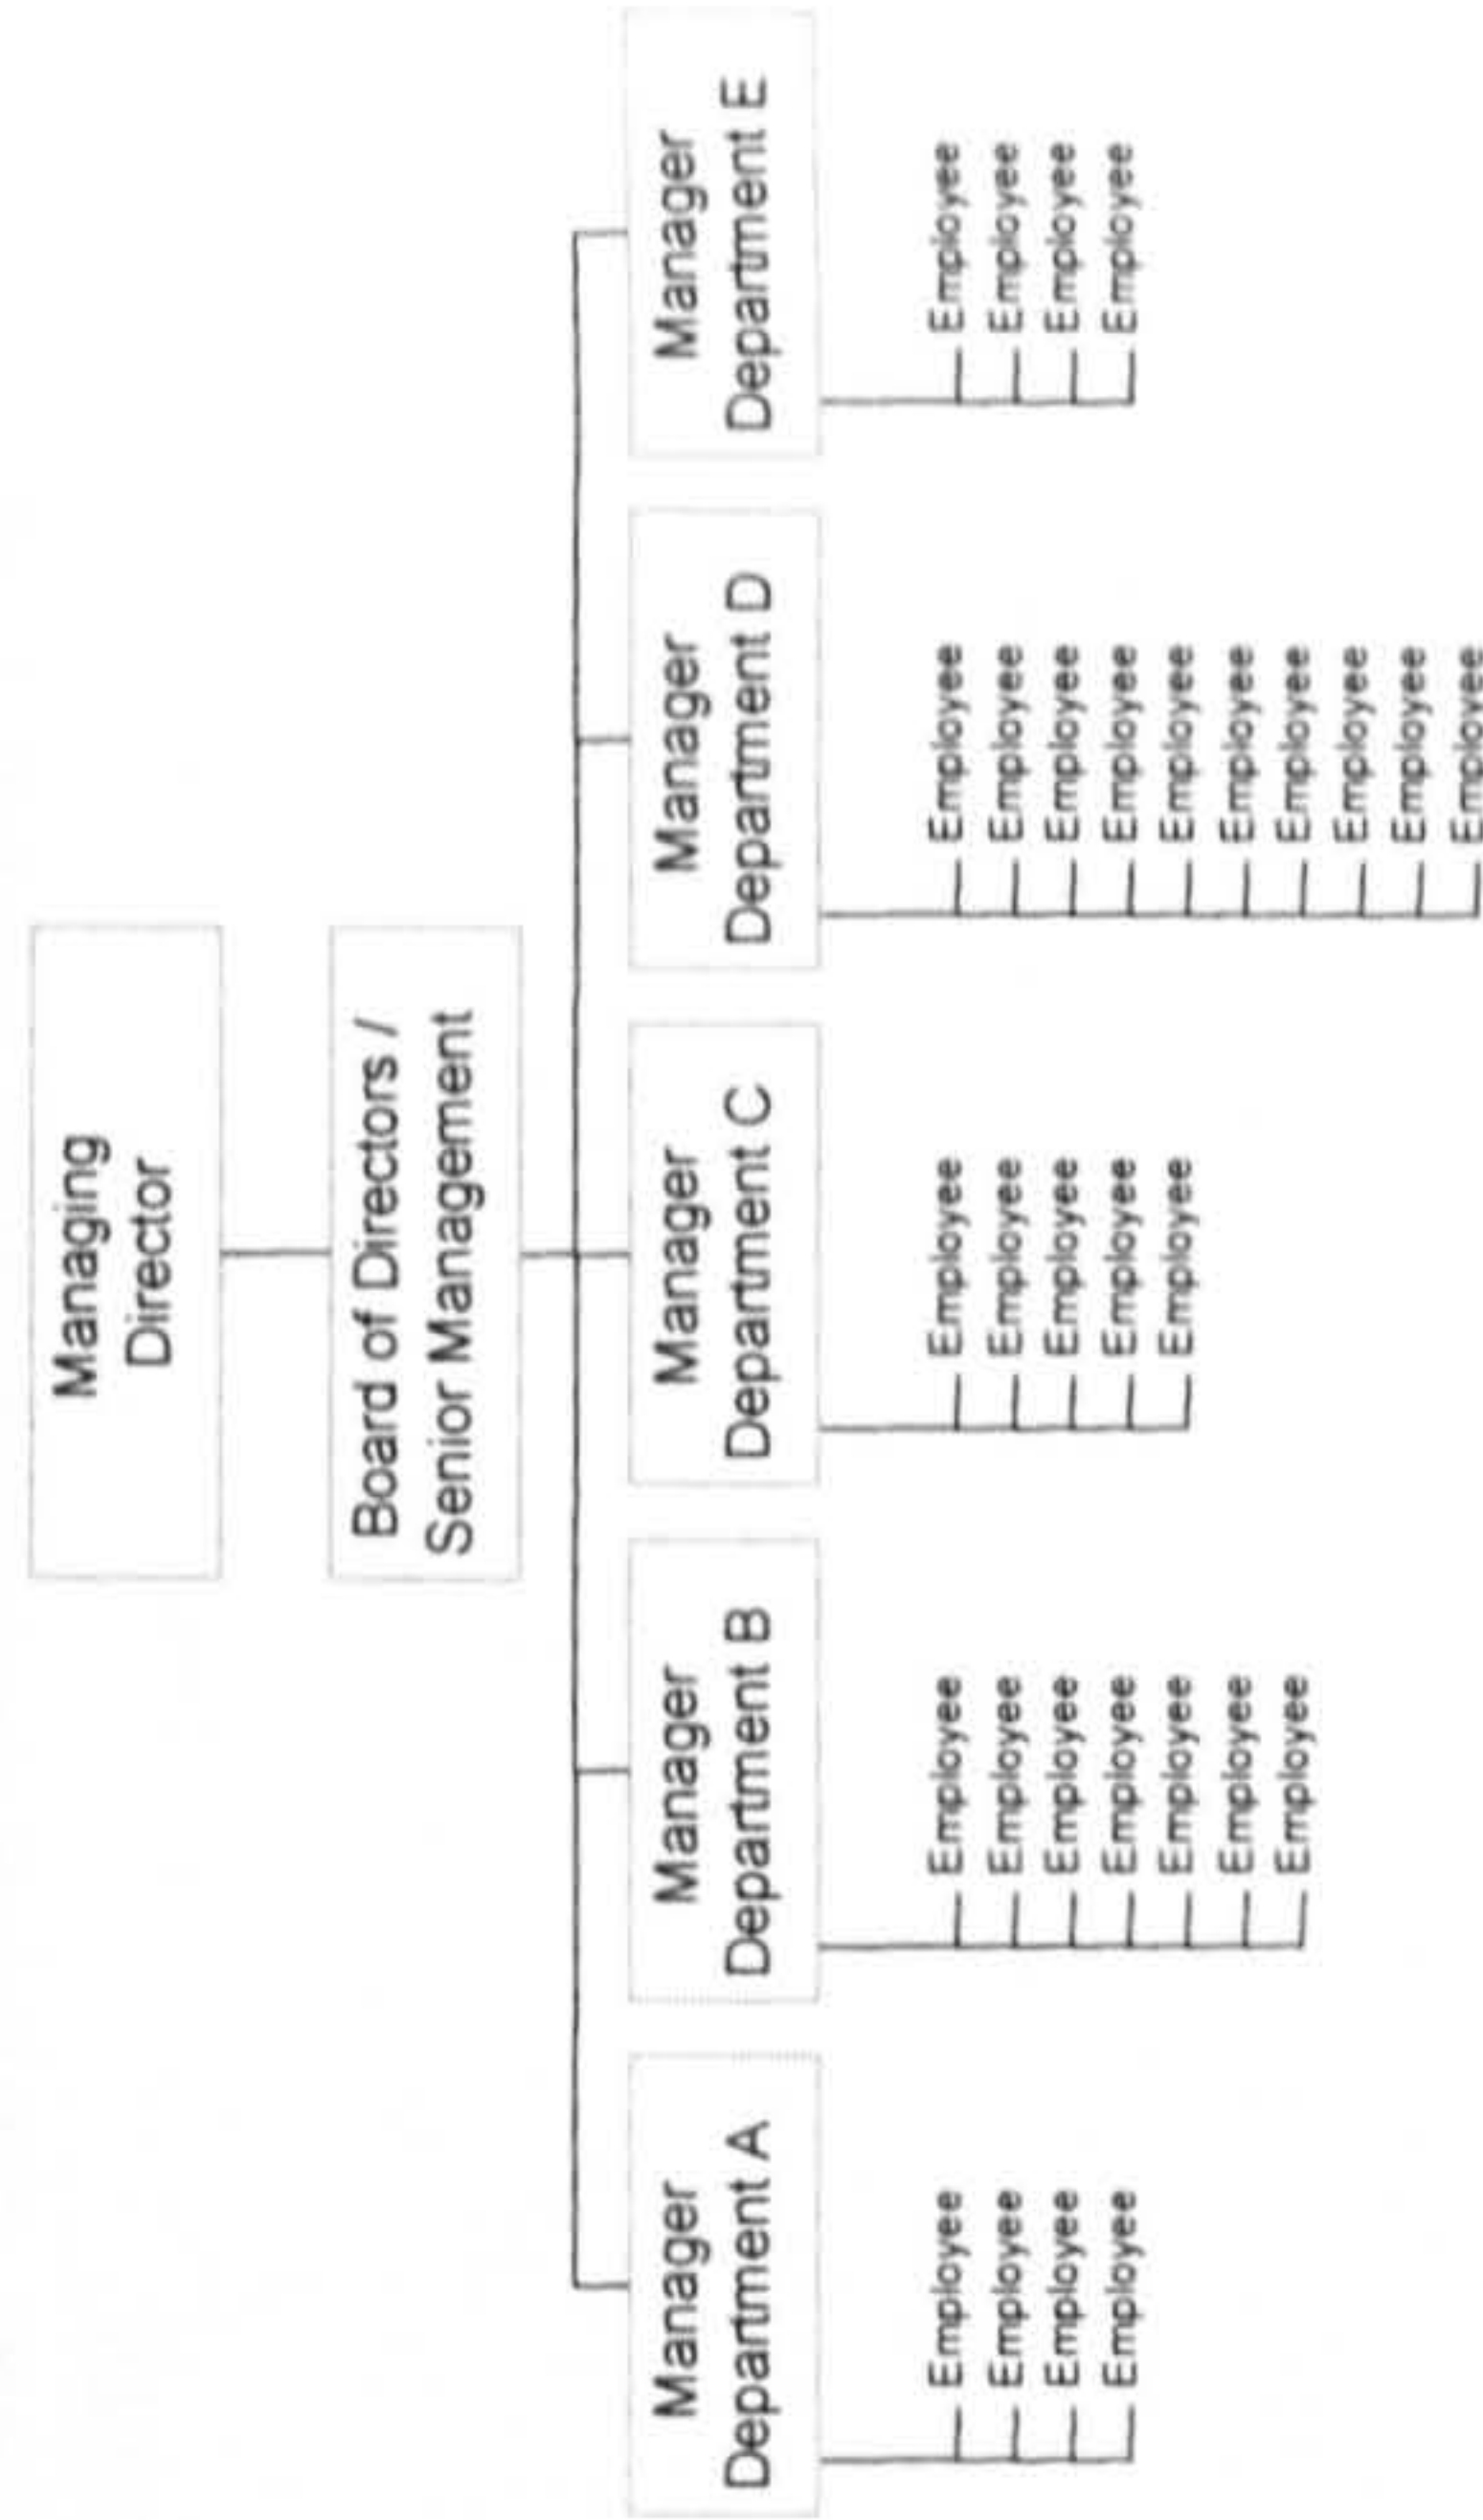 Managing
Director
Board of Directors /
Senior Management
Manager
Department A
Employee
Employee
Employee
Employee
Manager
Department B
Employee
Employee
Employee
Employee
Employee
Employee
Employee
Manager
Department C
Employee
Employee
Employee
Employee
Employee
Manager
Department D
Employee
Employee
Employee
Employee
Employee
Employee
Employee
Employee
Employee
Employee
Manager
Department E
Employee
Employee
Employee
Employee